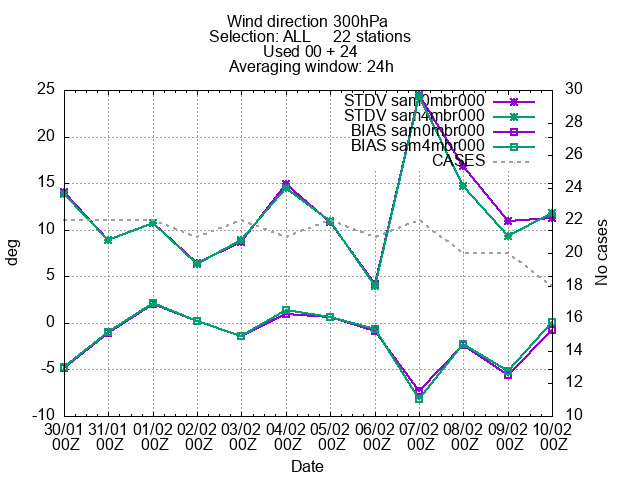 Wind direction 300hPa
Selection: ALL 22 stations
Used 00 + 24
Averaging window: 24h
25 30
STDV sam0mbr000
STDV sam4mbr000
BIAS sam0mbr000
BIAS sam4mbr000
CASES
20 28
26
15 24
10 22
5 20
0 18
-5 16
-10 14
12
10
deg
No cases
30/01 31/01 01/02 02/02 03/02 04/02 05/02 06/02 07/02 08/02 09/02 10/02
00Z 00Z 00Z 00Z 00Z 00Z 00Z 00Z 00Z 00Z 00Z 00Z
Date